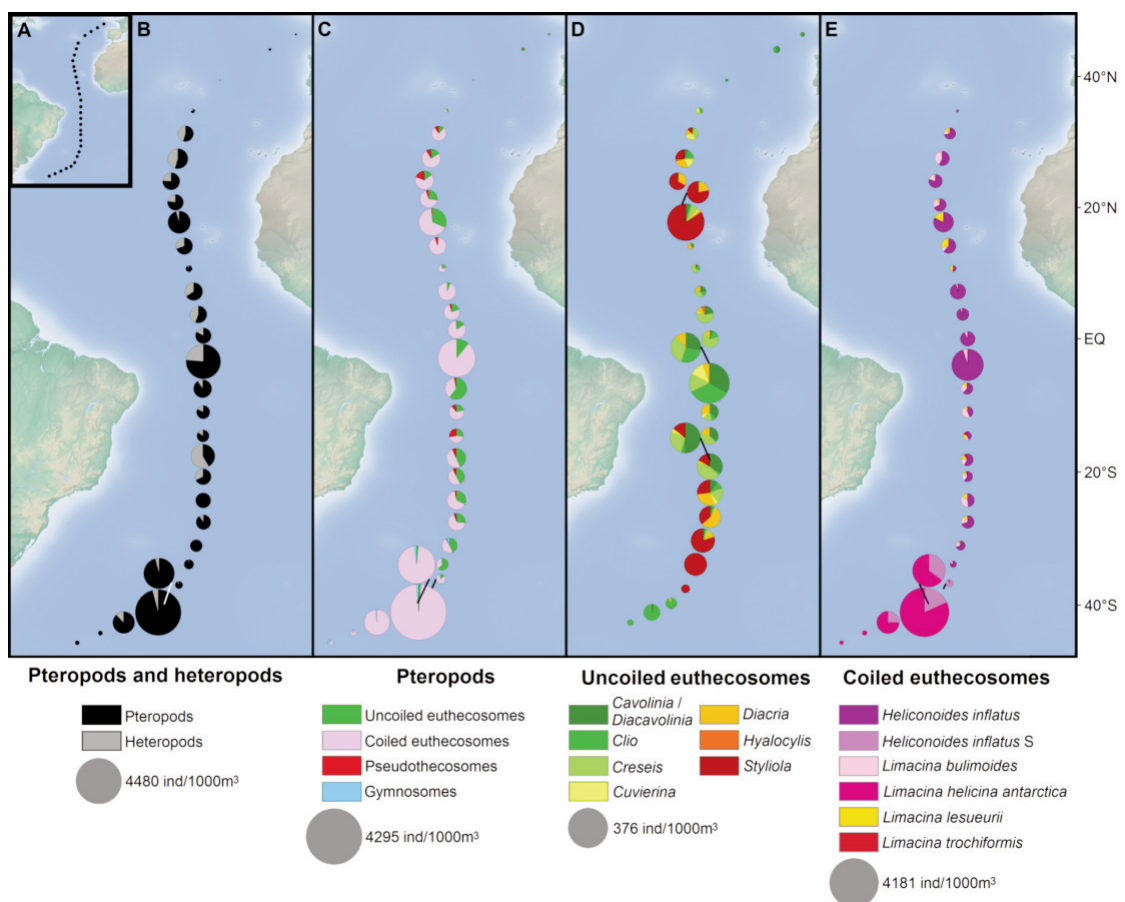 A
B
C
D
E
40°N
20°N
EQ
20°S
40°S
Pteropods and heteropods
Pteropods
Heteropods
4480 ind/1000m³
Pteropods
Uncoiled euthecosomes
Coiled euthecosomes
Pseudothecosomes
Gymnosomes
4295 ind/1000m³
Uncoiled euthecosomes
Cavolinia /
Diacavolinia
Clio
Creseis
Cuvierina
Diacria
Hyalocylis
Styliola
376 ind/1000m³
Coiled euthecosomes
Heliconoides inflatus
Heliconoides inflatus S
Limacina bulimoides
Limacina helicina antarctica
Limacina lesueurii
Limacina trochiformis
4181 ind/1000m³